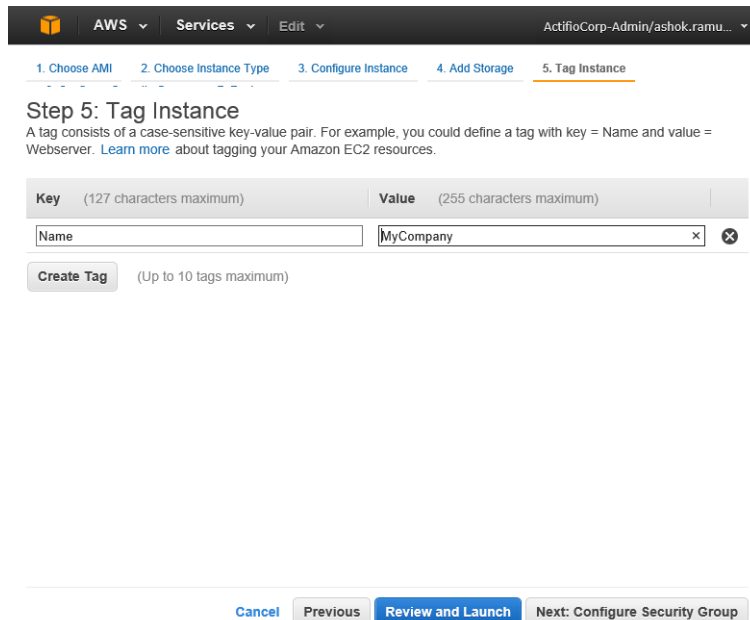 AWS Services Edit ActifioCorp-Admin/ashok.ramu...
1. Choose AMI 2. Choose Instance Type 3. Configure Instance 4. Add Storage 5. Tag Instance
Step 5: Tag Instance
A tag consists of a case-sensitive key-value pair. For example, you could define a tag with key = Name and value =
Webserver. Learn more about tagging your Amazon EC2 resources.
Key (127 characters maximum) Value (255 characters maximum)
Name MyCompany
Create Tag (Up to 10 tags maximum)
Cancel Previous Review and Launch Next: Configure Security Group